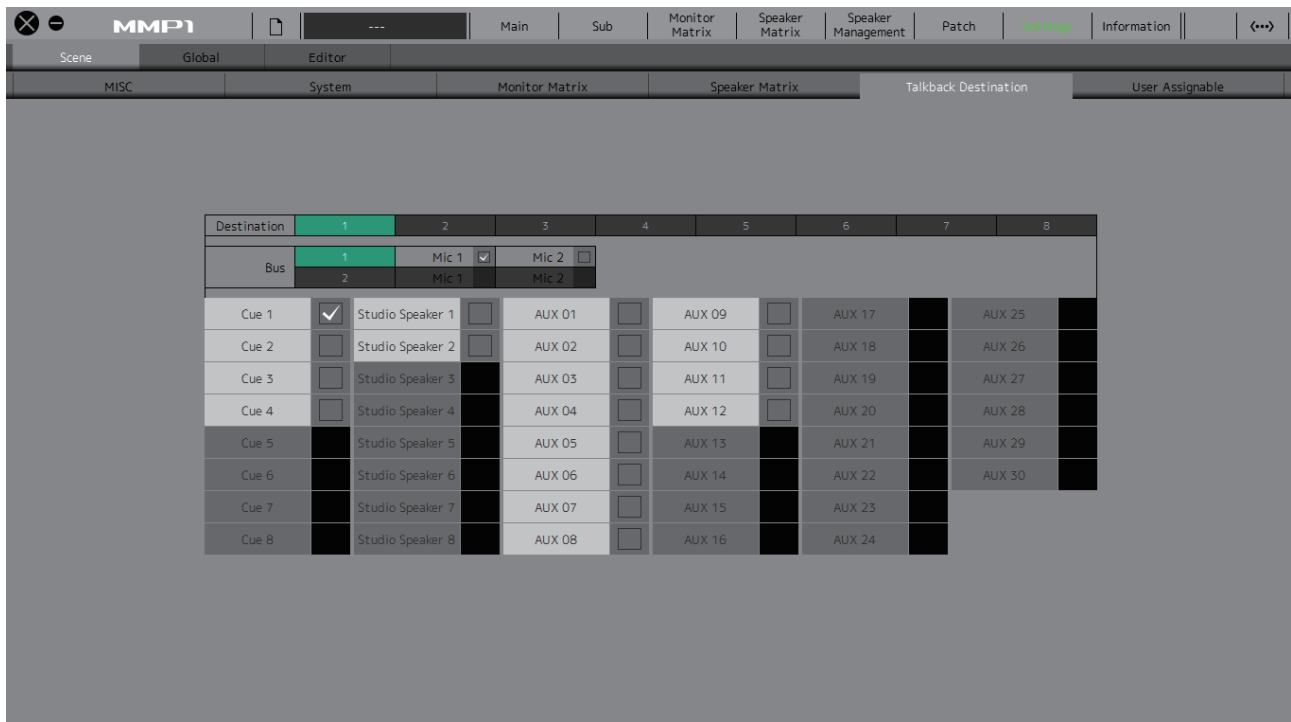 MMP1 --- Main Sub Monitor Matrix Speaker Matrix Speaker Management Patch Settings Information
Scene Global Editor
MISC System Monitor Matrix Speaker Matrix Talkback Destination User Assignable
Destination 1 2 3 4 5 6 7 8
Bus 1 Mic 1 Mic 2
2 Mic 1 Mic 2
Cue 1 Studio Speaker 1 AUX 01 AUX 09 AUX 17 AUX 25
Cue 2 Studio Speaker 2 AUX 02 AUX 10 AUX 18 AUX 26
Cue 3 Studio Speaker 3 AUX 03 AUX 11 AUX 19 AUX 27
Cue 4 Studio Speaker 4 AUX 04 AUX 12 AUX 20 AUX 28
Cue 5 Studio Speaker 5 AUX 05 AUX 13 AUX 21 AUX 29
Cue 6 Studio Speaker 6 AUX 06 AUX 14 AUX 22 AUX 30
Cue 7 Studio Speaker 7 AUX 07 AUX 15 AUX 23
Cue 8 Studio Speaker 8 AUX 08 AUX 16 AUX 24